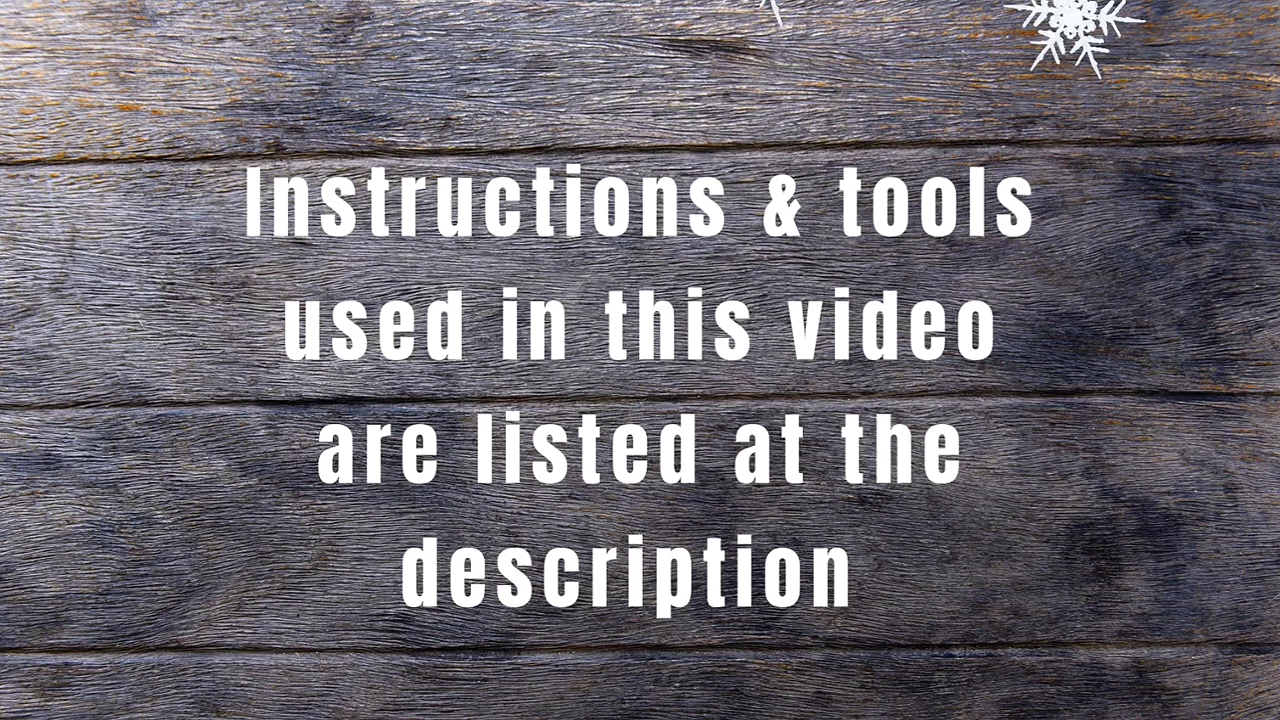 Instructions & tools
used in this video
are listed at the
description